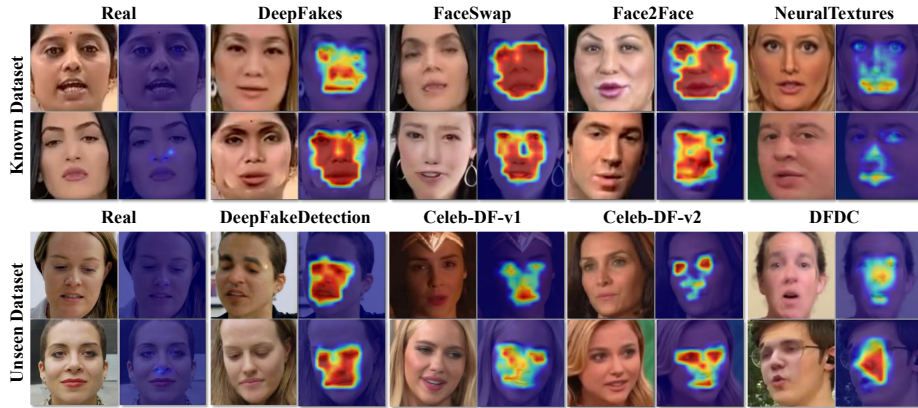 Real DeepFakes FaceSwap Face2Face NeuralTextures
Known Dataset
Real DeepFakeDetection Celeb-DF-v1 Celeb-DF-v2 DFDC
Unseen Dataset